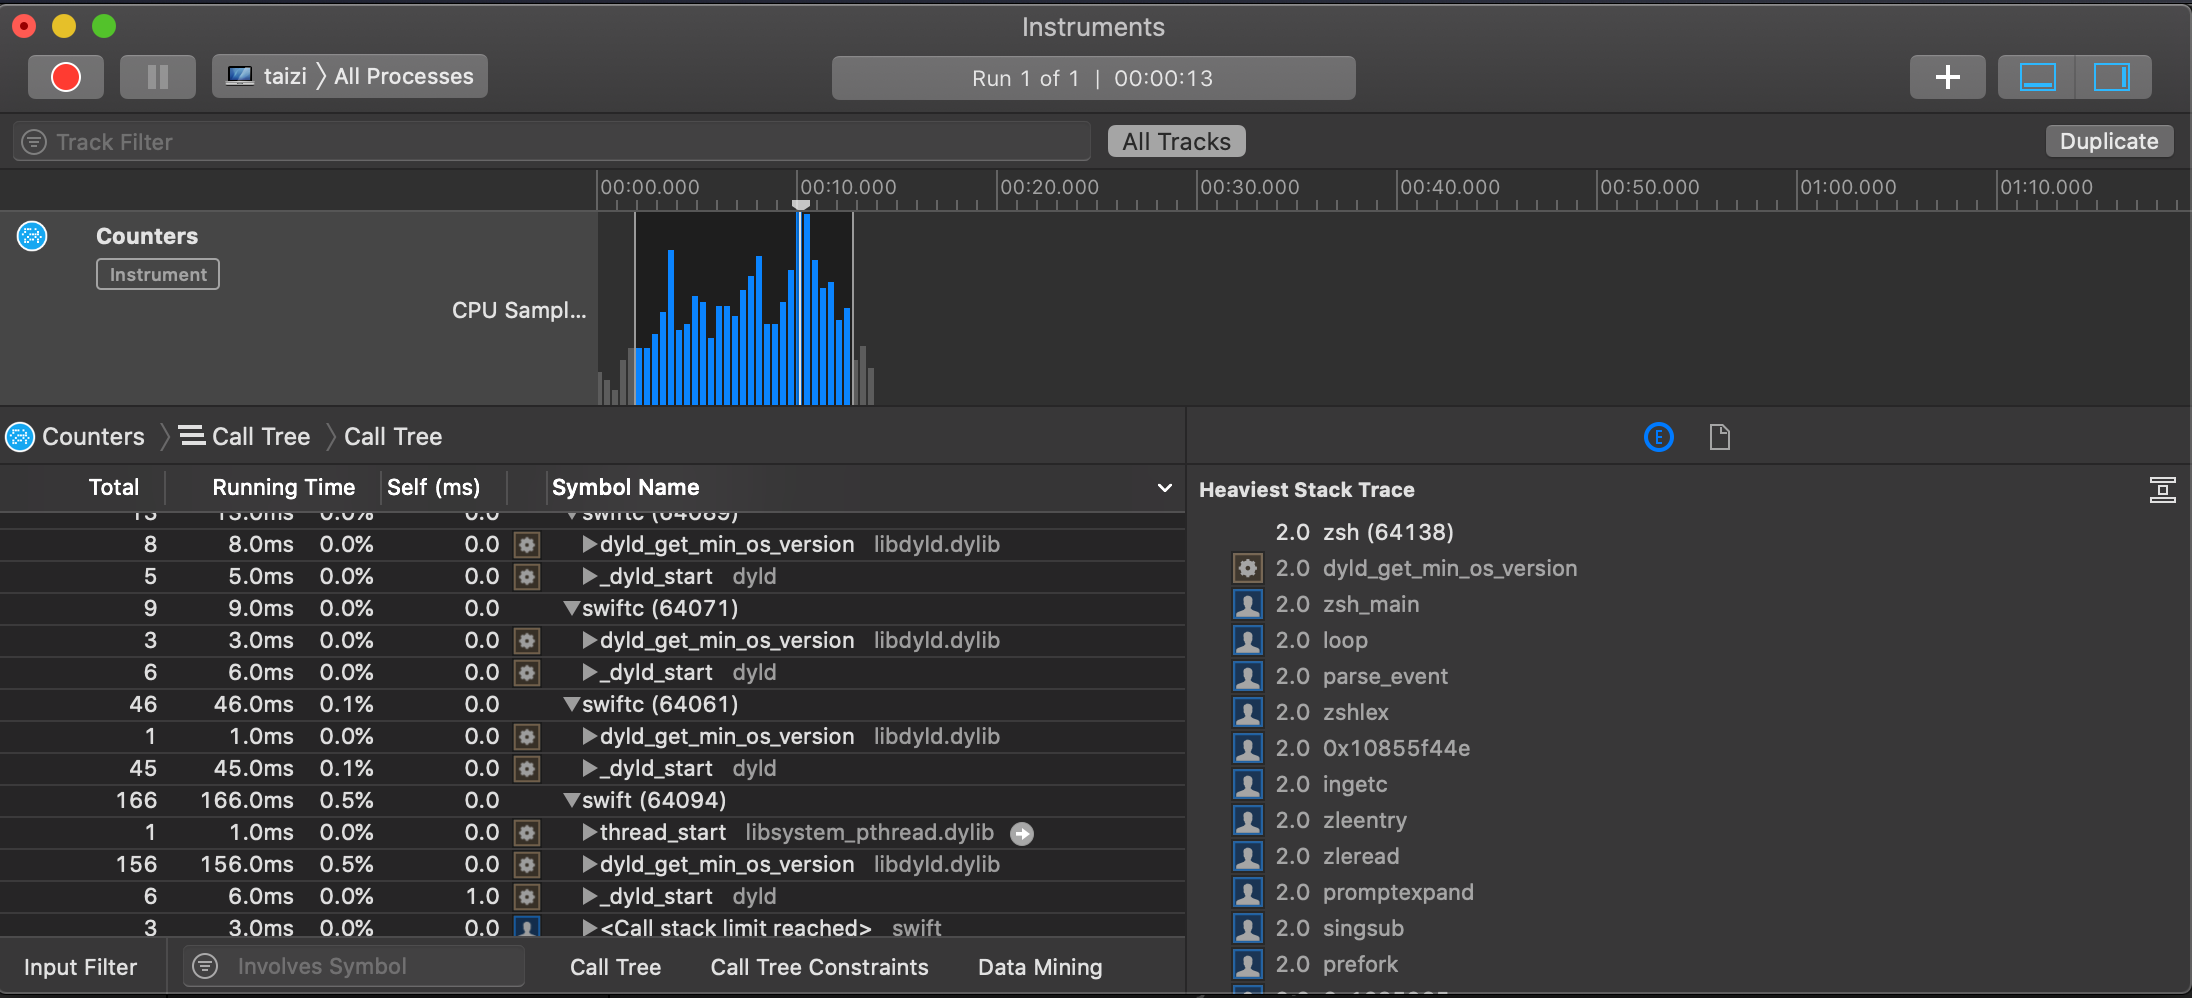 Instruments
taizi 〉All Processes
Run 1 of 1 | 00:00:13
Track Filter
All Tracks
Duplicate
00:00.000 00:10.000 00:20.000 00:30.000 00:40.000 00:50.000 01:00.000 01:10.000
Counters
Instrument
CPU Sampl...
Counters 〉 Call Tree 〉 Call Tree
Total Running Time Self (ms) Symbol Name
13 13.0ms 0.0% 0.0 swiftc (64089)
8 8.0ms 0.0% 0.0 dyld_get_min_os_version libdyld.dylib
5 5.0ms 0.0% 0.0 _dyld_start dyld
9 9.0ms 0.0% 0.0 swiftc (64071)
3 3.0ms 0.0% 0.0 dyld_get_min_os_version libdyld.dylib
6 6.0ms 0.0% 0.0 _dyld_start dyld
46 46.0ms 0.1% 0.0 swiftc (64061)
1 1.0ms 0.0% 0.0 dyld_get_min_os_version libdyld.dylib
45 45.0ms 0.1% 0.0 _dyld_start dyld
166 166.0ms 0.5% 0.0 swift (64094)
1 1.0ms 0.0% 0.0 thread_start libsystem_pthread.dylib
156 156.0ms 0.5% 0.0 dyld_get_min_os_version libdyld.dylib
6 6.0ms 0.0% 1.0 _dyld_start dyld
3 3.0ms 0.0% 0.0 <Call stack limit reached> swift
Input Filter Involves Symbol Call Tree Call Tree Constraints Data Mining
E
Heaviest Stack Trace
2.0 zsh (64138)
2.0 dyld_get_min_os_version
2.0 zsh_main
2.0 loop
2.0 parse_event
2.0 zshlex
2.0 0x10855f44e
2.0 ingetc
2.0 zleentry
2.0 zleread
2.0 promptexpand
2.0 singsub
2.0 prefork